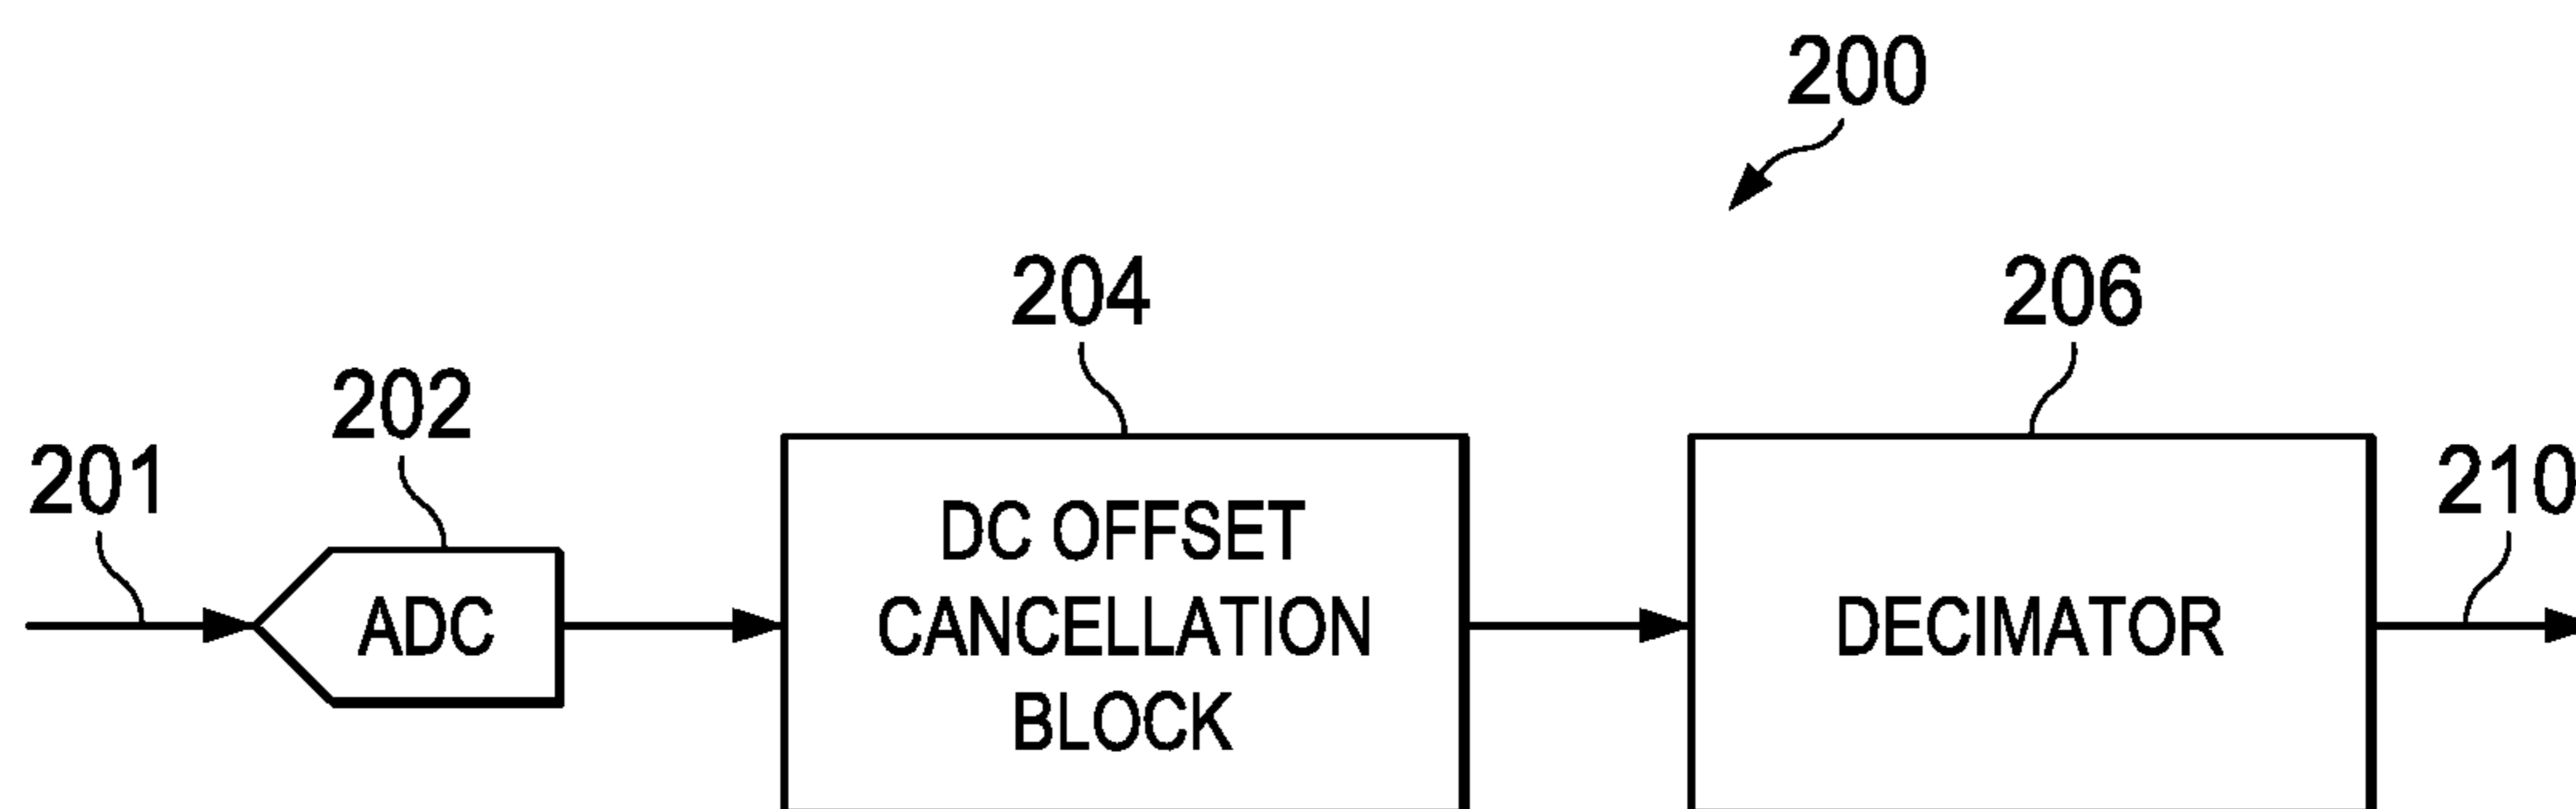 200
204
206
202
201
210
ADC
DC OFFSET
CANCELLATION
BLOCK
DECIMATOR